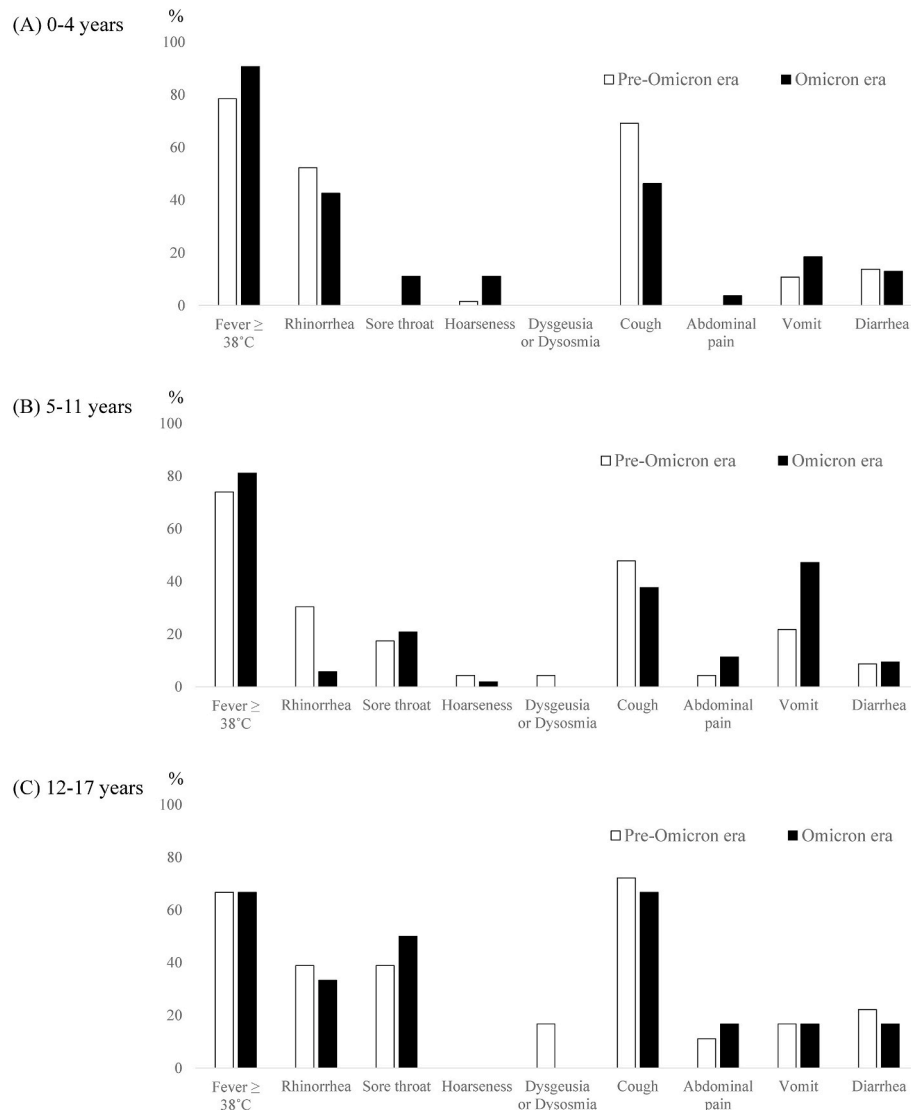 (A) 0-4 years
%
100
80
60
40
20
0
Pre-Omicron era Omicron era
Fever ≥ 38˚C
Rhinorrhea
Sore throat
Hoarseness
Dysgeusia or Dysosmia
Cough
Abdominal pain
Vomit
Diarrhea
(B) 5-11 years
%
100
80
60
40
20
0
Pre-Omicron era Omicron era
Fever ≥ 38˚C
Rhinorrhea
Sore throat
Hoarseness
Dysgeusia or Dysosmia
Cough
Abdominal pain
Vomit
Diarrhea
(C) 12-17 years
%
100
80
60
40
20
0
Pre-Omicron era Omicron era
Fever ≥ 38˚C
Rhinorrhea
Sore throat
Hoarseness
Dysgeusia or Dysosmia
Cough
Abdominal pain
Vomit
Diarrhea